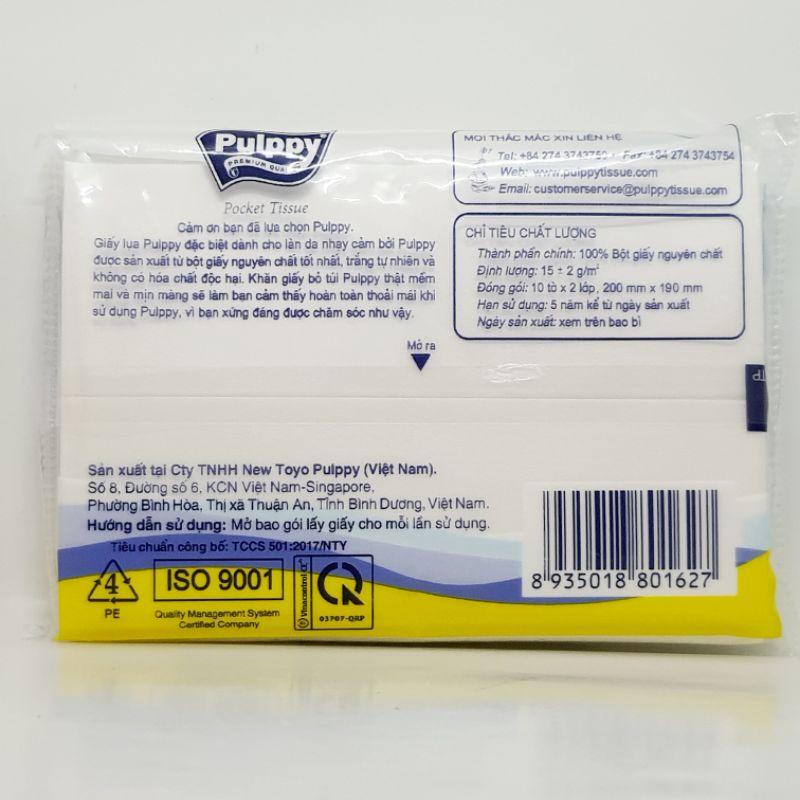 Pulppy
PREMIUM QUALITY
Pocket Tissue
Cảm ơn bạn đã lựa chọn Pulppy.
Giấy lụa Pulppy đặc biệt dành cho làn da nhạy cảm bởi Pulppy
được sản xuất từ bột giấy nguyên chất tốt nhất, trắng tự nhiên và
không có hóa chất độc hại. Khăn giấy bỏ túi Pulppy thật mềm
mại và mịn màng sẽ làm bạn cảm thấy hoàn toàn thoải mái khi
sử dụng Pulppy, vì bạn xứng đáng được chăm sóc như vậy.
MỌI THẮC MẮC XIN LIÊN HỆ
Tel: +84 274 3743750 - Fax: +84 274 3743754
Web: www.pulppytissue.com
Email: customerservice@pulppytissue.com
CHỈ TIÊU CHẤT LƯỢNG
Thành phần chính: 100% Bột giấy nguyên chất
Định lượng: 15 ± 2 g/m²
Đóng gói: 10 tờ x 2 lớp, 200 mm x 190 mm
Hạn sử dụng: 5 năm kể từ ngày sản xuất
Ngày sản xuất: xem trên bao bì
Mở ra
Sản xuất tại Cty TNHH New Toyo Pulppy (Việt Nam).
Số 8, Đường số 6, KCN Việt Nam-Singapore,
Phường Bình Hòa, Thị xã Thuận An, Tỉnh Bình Dương, Việt Nam.
Hướng dẫn sử dụng: Mở bao gói lấy giấy cho mỗi lần sử dụng.
Tiêu chuẩn công bố: TCCS 501:2017/NTY
4
PE
ISO 9001
Quality Management System
Certified Company
Vinacontrol CE
03707-QRP
8 935018 801627